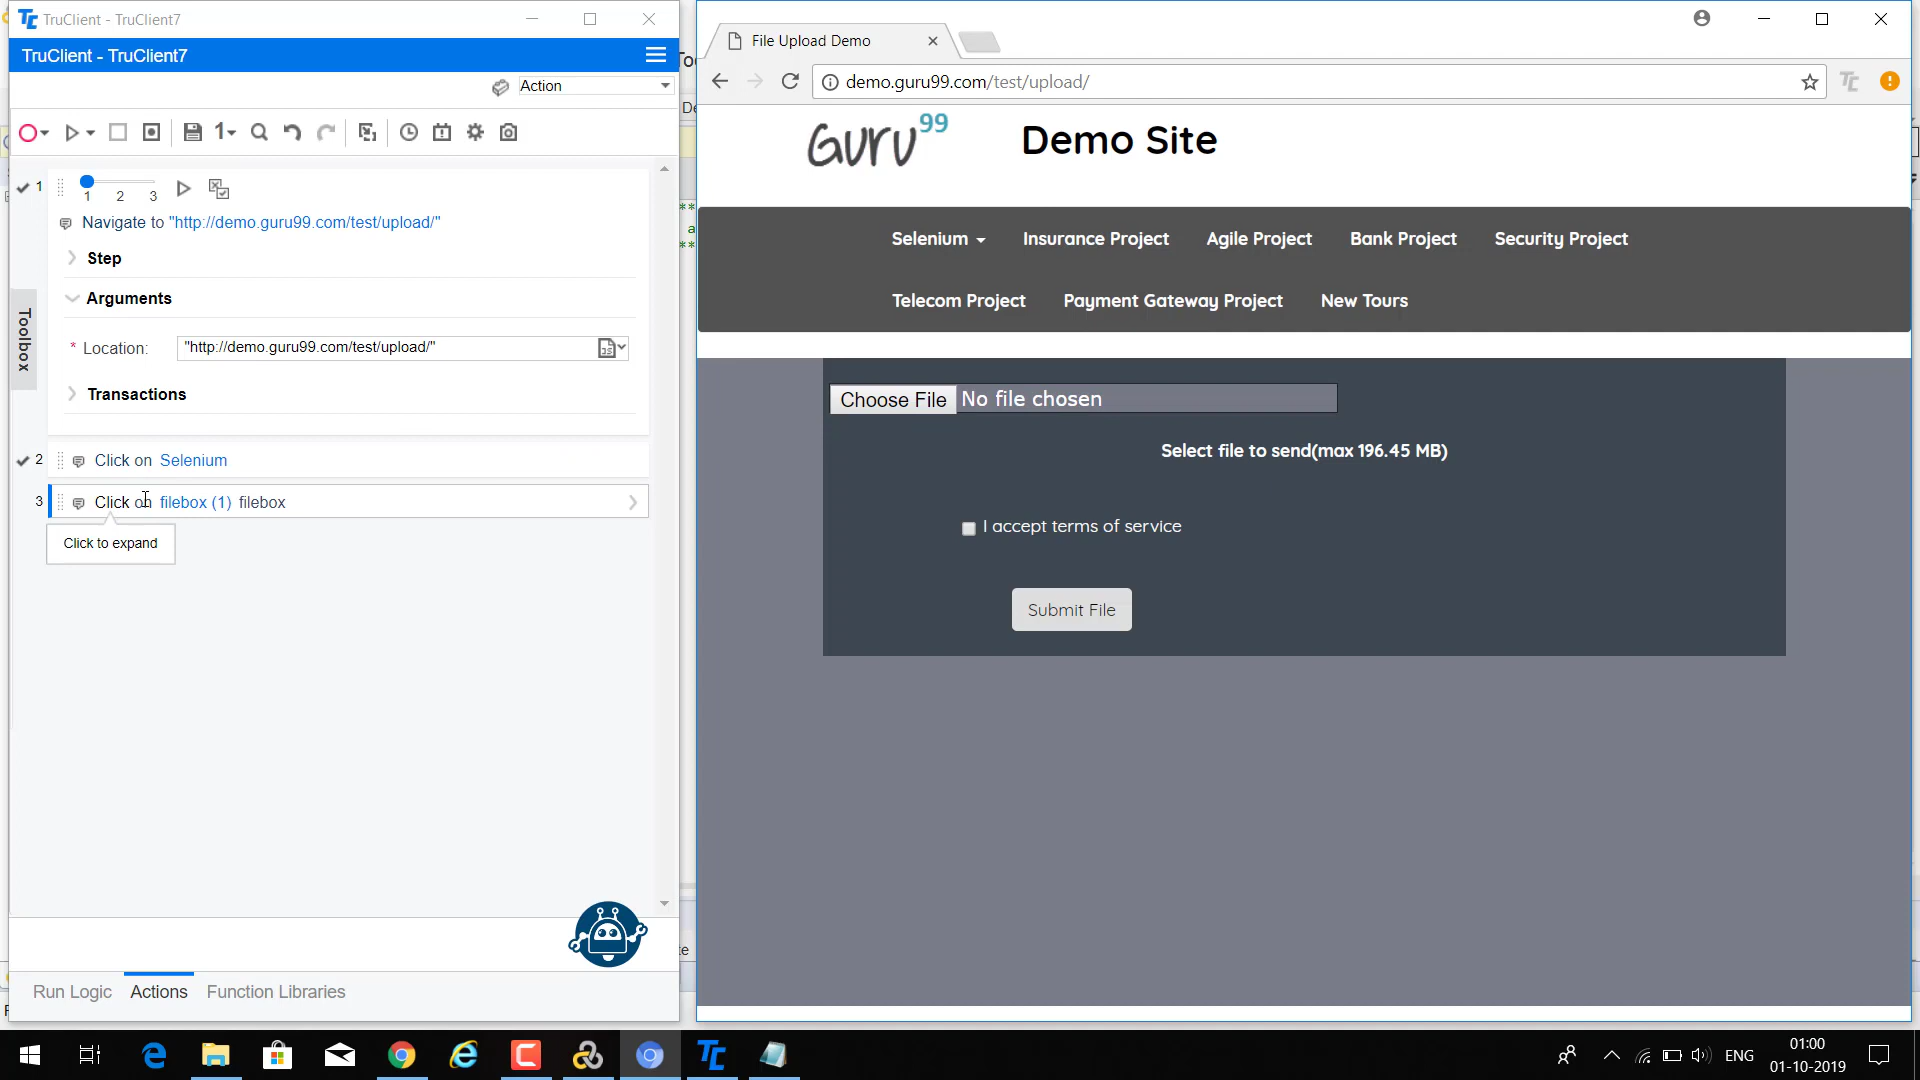 TruClient - TruClient7
TruClient - TruClient7
Action
1
1 2 3
Navigate to "http://demo.guru99.com/test/upload/"
Step
Arguments
* Location: "http://demo.guru99.com/test/upload/"
Transactions
2 Click on Selenium
3 Click on filebox (1) filebox
Click to expand
Toolbox
Run Logic Actions Function Libraries
File Upload Demo
demo.guru99.com/test/upload/
Guru99 Demo Site
Selenium Insurance Project Agile Project Bank Project Security Project
Telecom Project Payment Gateway Project New Tours
Choose File No file chosen
Select file to send(max 196.45 MB)
I accept terms of service
Submit File
ENG
01:00
01-10-2019